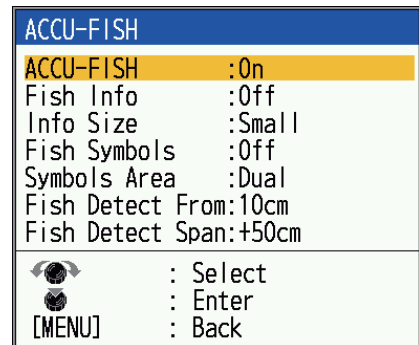 ACCU-FISH
ACCU-FISH :On
Fish Info :Off
Info Size :Small
Fish Symbols :Off
Symbols Area :Dual
Fish Detect From:10cm
Fish Detect Span:+50cm
: Select
: Enter
[MENU] : Back